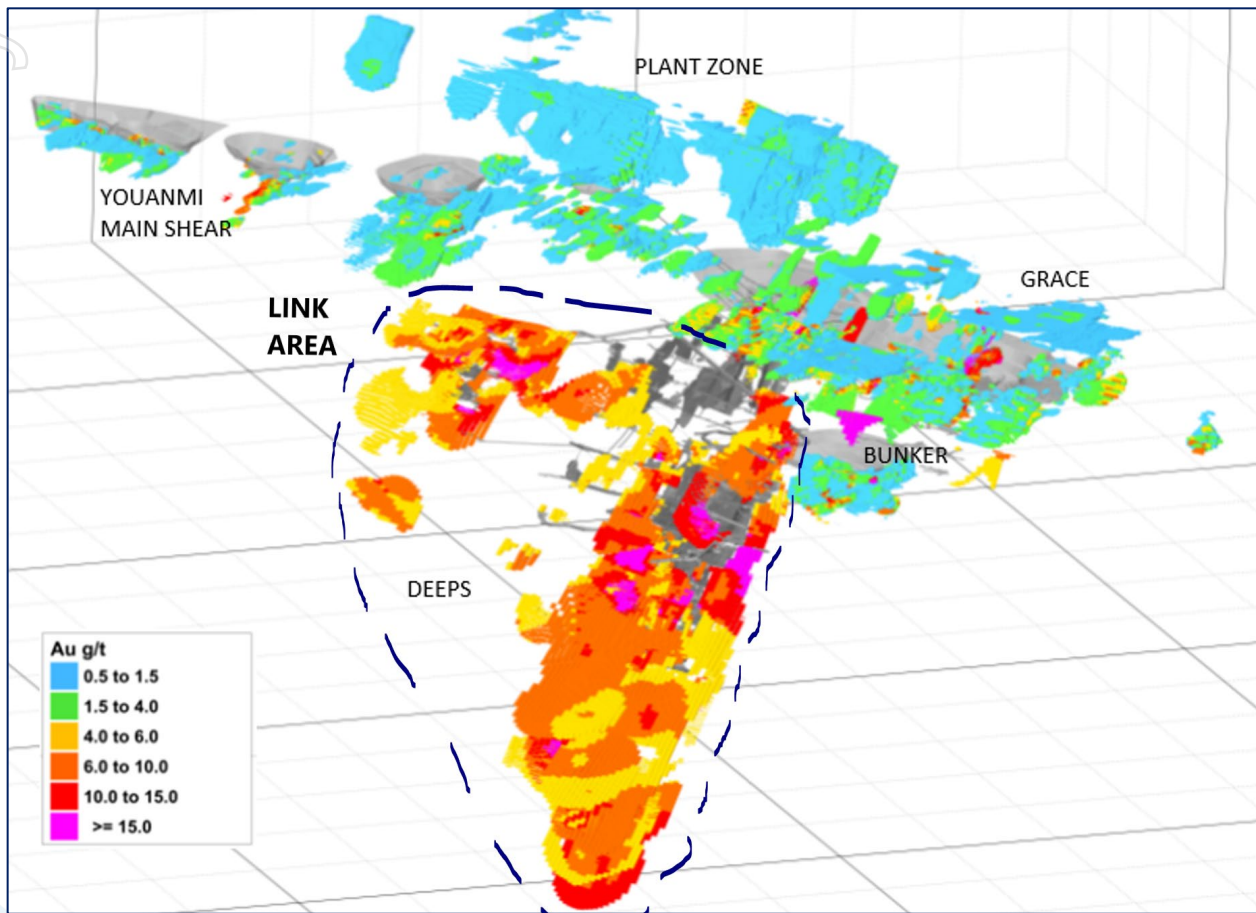 PLANT ZONE
YOUANMI
MAIN SHEAR
GRACE
LINK
AREA
BUNKER
DEEPS
Au g/t
0.5 to 1.5
1.5 to 4.0
4.0 to 6.0
6.0 to 10.0
10.0 to 15.0
>= 15.0